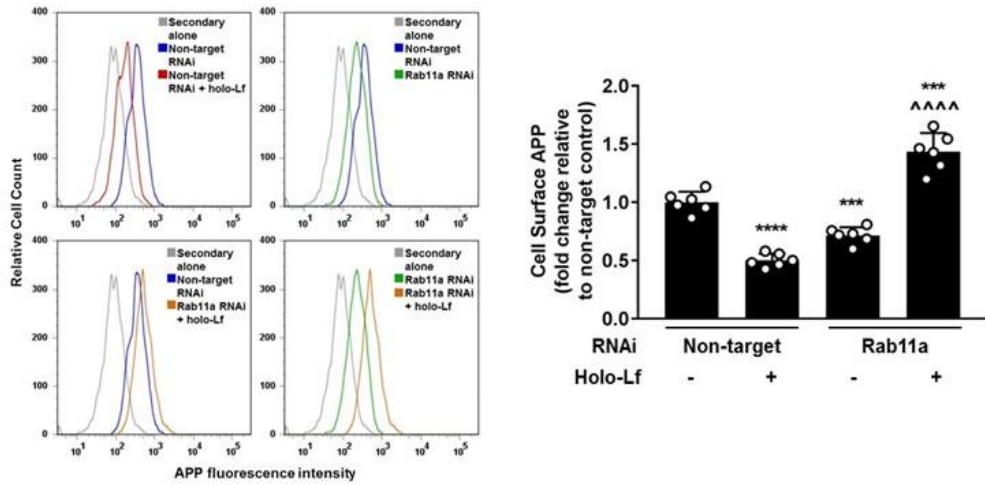 Relative Cell Count
400
300
200
100
0
10¹ 10² 10³ 10⁴ 10⁵
Secondary
alone
Non-target
RNAi
Non-target
RNAi + holo-Lf
400
300
200
100
0
10¹ 10² 10³ 10⁴ 10⁵
Secondary
alone
Non-target
RNAi
Rab11a RNAi
400
300
200
100
0
10¹ 10² 10³ 10⁴ 10⁵
Secondary
alone
Non-target
RNAi
Rab11a RNAi
+ holo-Lf
400
300
200
100
0
10¹ 10² 10³ 10⁴ 10⁵
Secondary
alone
Rab11a RNAi
Rab11a RNAi
+ holo-Lf
APP fluorescence intensity
Cell Surface APP
(fold change relative
to non-target control)
2.0
1.5
1.0
0.5
0.0
****
***
***
^^^^
RNAi Non-target Rab11a
Holo-Lf - + - +